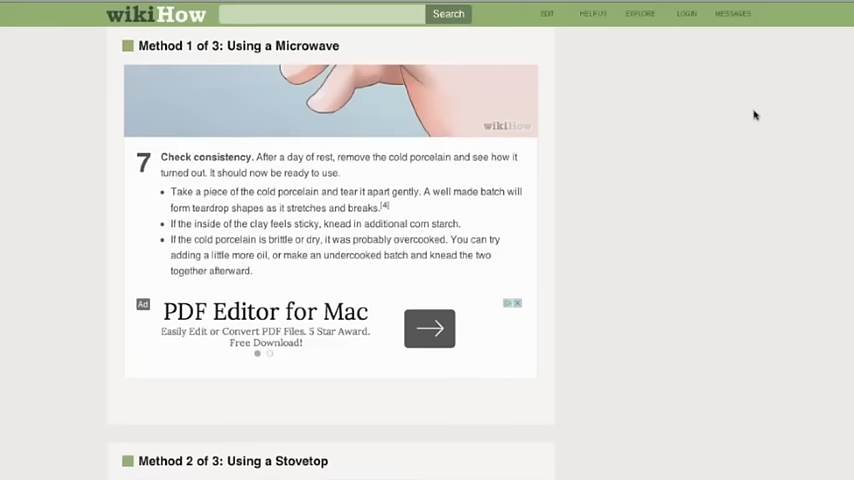 wikiHow Search EDIT HELP US EXPLORE LOGIN MESSAGES
Method 1 of 3: Using a Microwave
wikiHow
7 Check consistency. After a day of rest, remove the cold porcelain and see how it
turned out. It should now be ready to use.
• Take a piece of the cold porcelain and tear it apart gently. A well made batch will
form teardrop shapes as it stretches and breaks.[4]
• If the inside of the clay feels sticky, knead in additional corn starch.
• If the cold porcelain is brittle or dry, it was probably overcooked. You can try
adding a little more oil, or make an undercooked batch and knead the two
together afterward.
Ad PDF Editor for Mac
Easily Edit or Convert PDF Files. 5 Star Award.
Free Download!
Method 2 of 3: Using a Stovetop